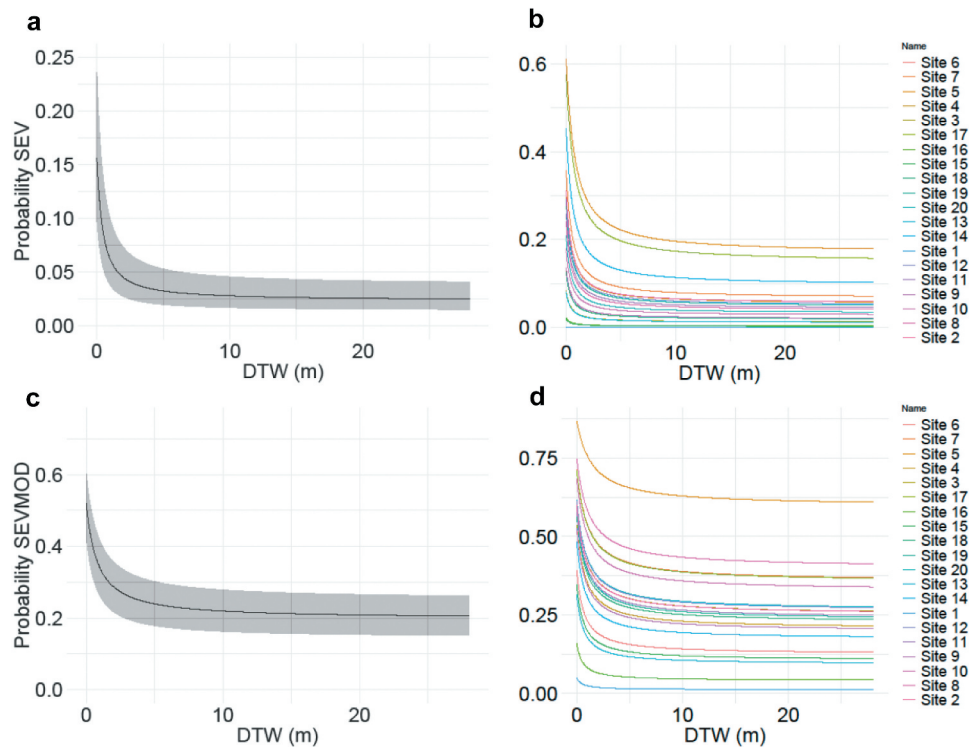 a
0.25
0.20
0.15
0.10
0.05
0.00
Probability SEV
0
10
20
DTW (m)
b
0.6
0.4
0.2
0.0
0
10
20
DTW (m)
Name
Site 6
Site 7
Site 5
Site 4
Site 3
Site 17
Site 16
Site 15
Site 18
Site 19
Site 20
Site 13
Site 14
Site 1
Site 12
Site 11
Site 9
Site 10
Site 8
Site 2
c
0.6
0.4
0.2
0.0
Probability SEVMOD
0
10
20
DTW (m)
d
0.75
0.50
0.25
0.00
0
10
20
DTW (m)
Name
Site 6
Site 7
Site 5
Site 4
Site 3
Site 17
Site 16
Site 15
Site 18
Site 19
Site 20
Site 13
Site 14
Site 1
Site 12
Site 11
Site 9
Site 10
Site 8
Site 2